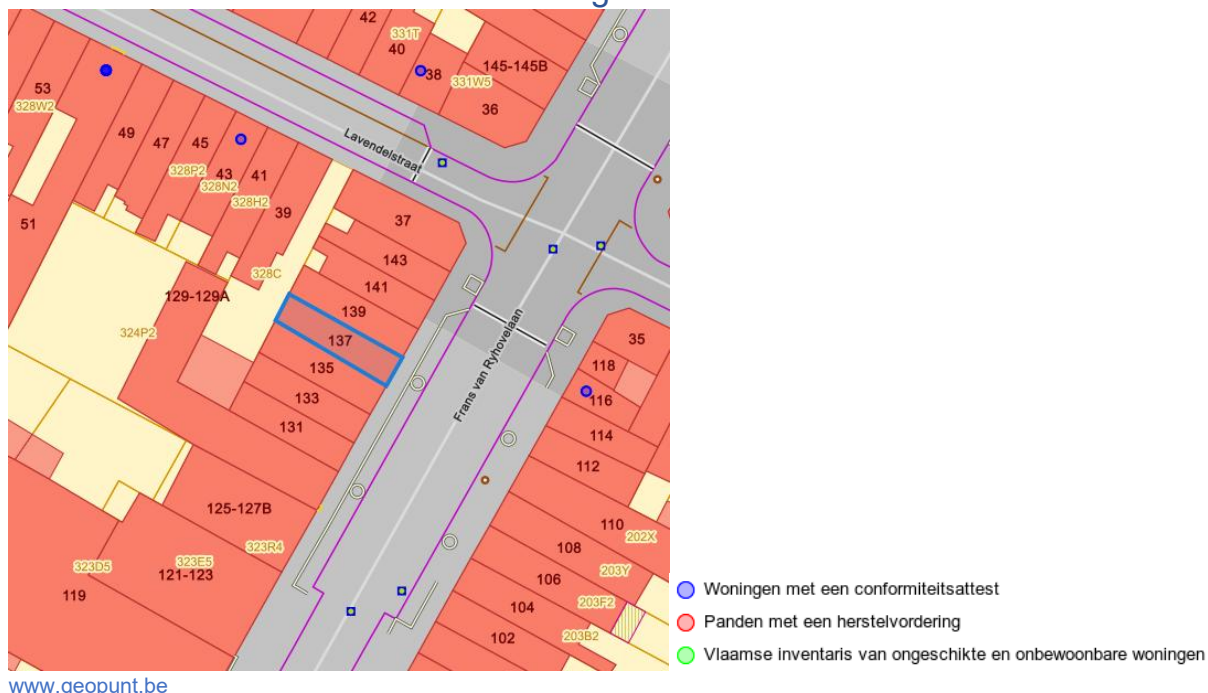 42
331T
40
38
145-145B
331W5
53
36
328W2
Lavendelstraat
49
47
45
328P2
43
41
328N2
328H2
39
37
51
143
328C
141
129-129A
139
324P2
137
Frans van Ryhovelaan
35
135
118
133
116
131
114
112
125-127B
110
202X
108
323R4
323D5
323E5
203Y
121-123
106
119
104
203F2
102
203B2
Woningen met een conformiteitsattest
Panden met een herstelvordering
Vlaamse inventaris van ongeschikte en onbewoonbare woningen
www.geopunt.be